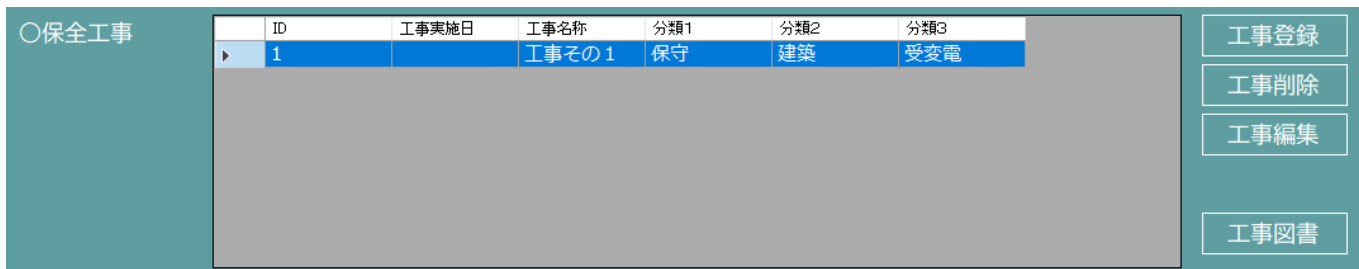 ○保全工事
ID 工事実施日 工事名称 分類1 分類2 分類3
1 工事その１ 保守 建築 受変電
工事登録
工事削除
工事編集
工事図書